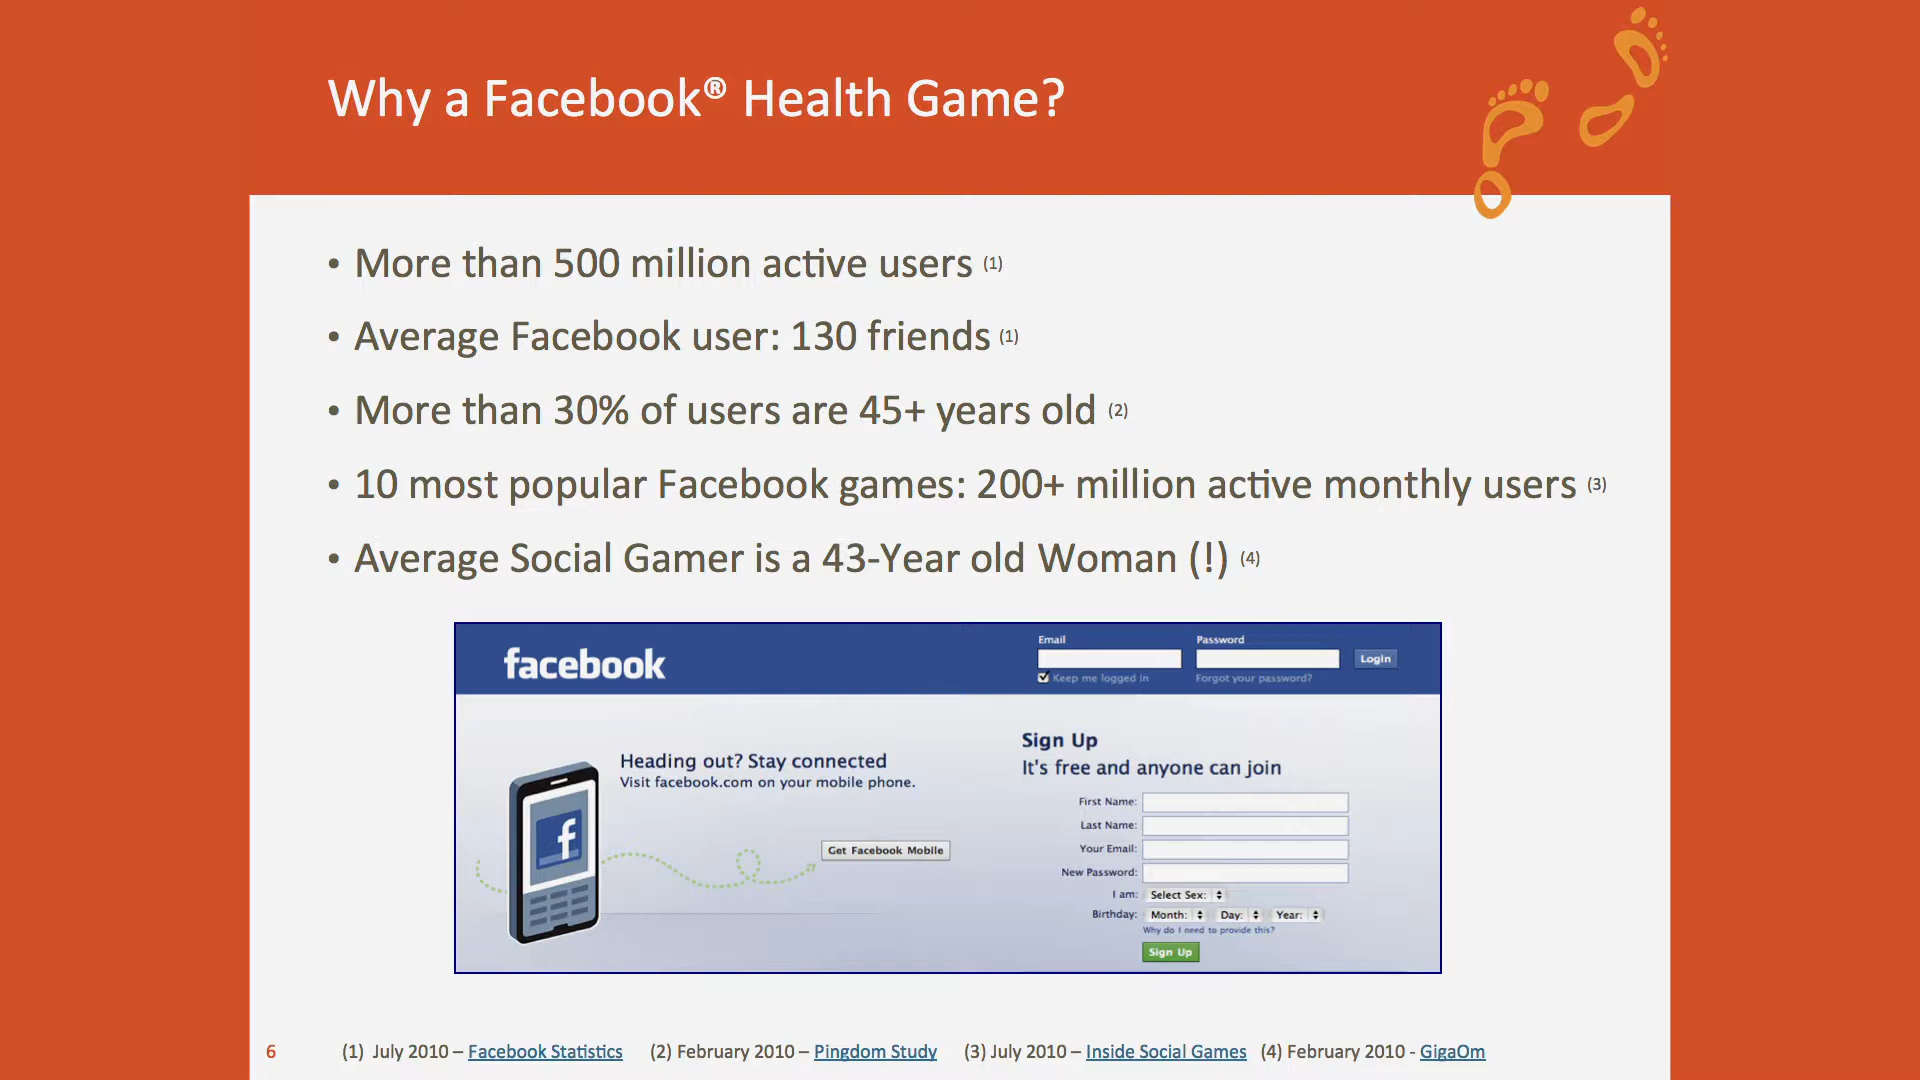 Why a Facebook® Health Game?
• More than 500 million active users (1)
• Average Facebook user: 130 friends (1)
• More than 30% of users are 45+ years old (2)
• 10 most popular Facebook games: 200+ million active monthly users (3)
• Average Social Gamer is a 43-Year old Woman (!) (4)
facebook
Email Password
Login
Keep me logged in Forgot your password?
Heading out? Stay connected
Visit facebook.com on your mobile phone.
f
Get Facebook Mobile
Sign Up
It's free and anyone can join
First Name:
Last Name:
Your Email:
New Password:
I am: Select Sex:
Birthday: Month: Day: Year:
Why do I need to provide this?
Sign Up
6 (1) July 2010 – Facebook Statistics (2) February 2010 – Pingdom Study (3) July 2010 – Inside Social Games (4) February 2010 - GigaOm